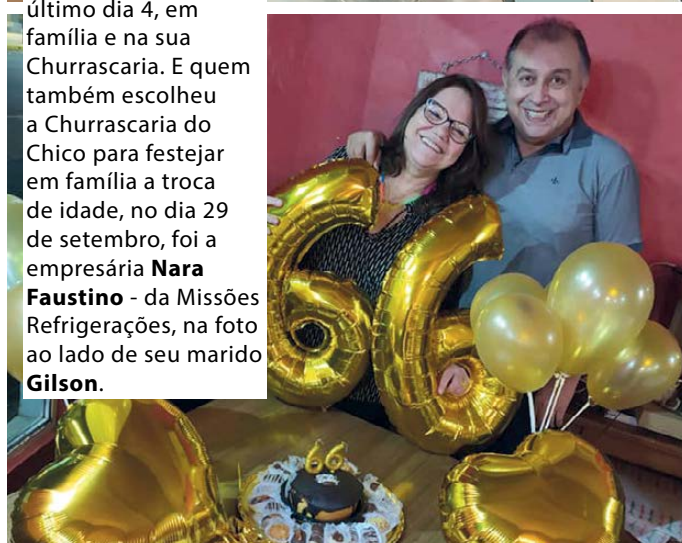 último dia 4, em
família e na sua
Churrascaria. E quem
também escolheu
a Churrascaria do
Chico para festejar
em família a troca
de idade, no dia 29
de setembro, foi a
empresária Nara
Faustino - da Missões
Refrigerações, na foto
ao lado de seu marido
Gilson.
66
66